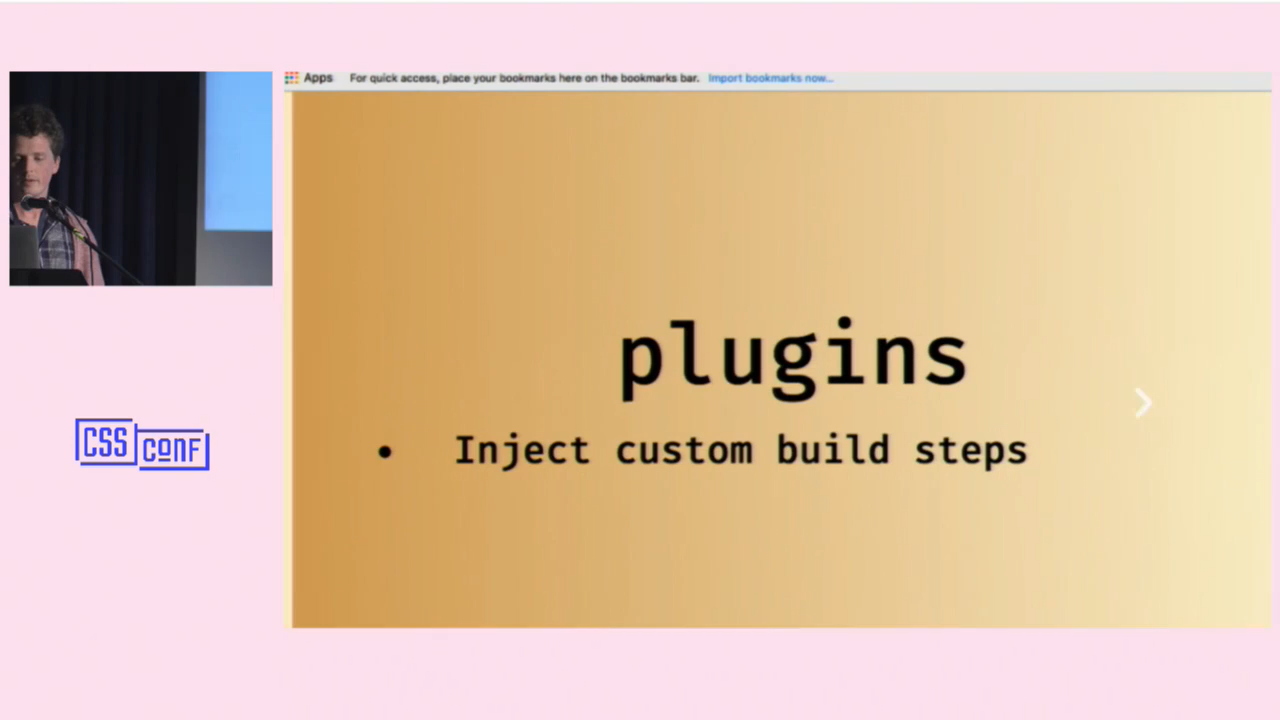 Apps For quick access, place your bookmarks here on the bookmarks bar. Import bookmarks now...
plugins
• Inject custom build steps
CSS CONF